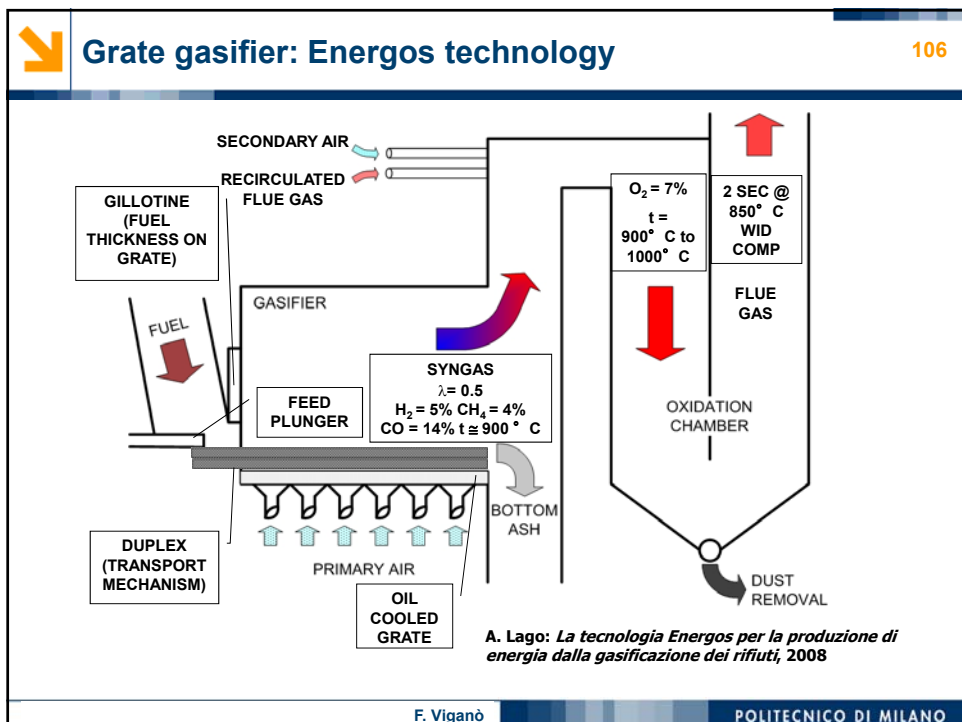 Grate gasifier: Energos technology
106
SECONDARY AIR
RECIRCULATED
FLUE GAS
GILLOTINE
(FUEL
THICKNESS ON
GRATE)
O₂ = 7%
t =
900° C to
1000° C
2 SEC @
850° C
WID
COMP
FLUE
GAS
GASIFIER
FUEL
FEED
PLUNGER
SYNGAS
λ= 0.5
H₂ = 5% CH₄ = 4%
CO = 14% t ≅ 900 ° C
OXIDATION
CHAMBER
BOTTOM
ASH
DUPLEX
(TRANSPORT
MECHANISM)
PRIMARY AIR
OIL
COOLED
GRATE
DUST
REMOVAL
A. Lago: La tecnologia Energos per la produzione di
energia dalla gasificazione dei rifiuti, 2008
F. Viganò
POLITECNICO DI MILANO